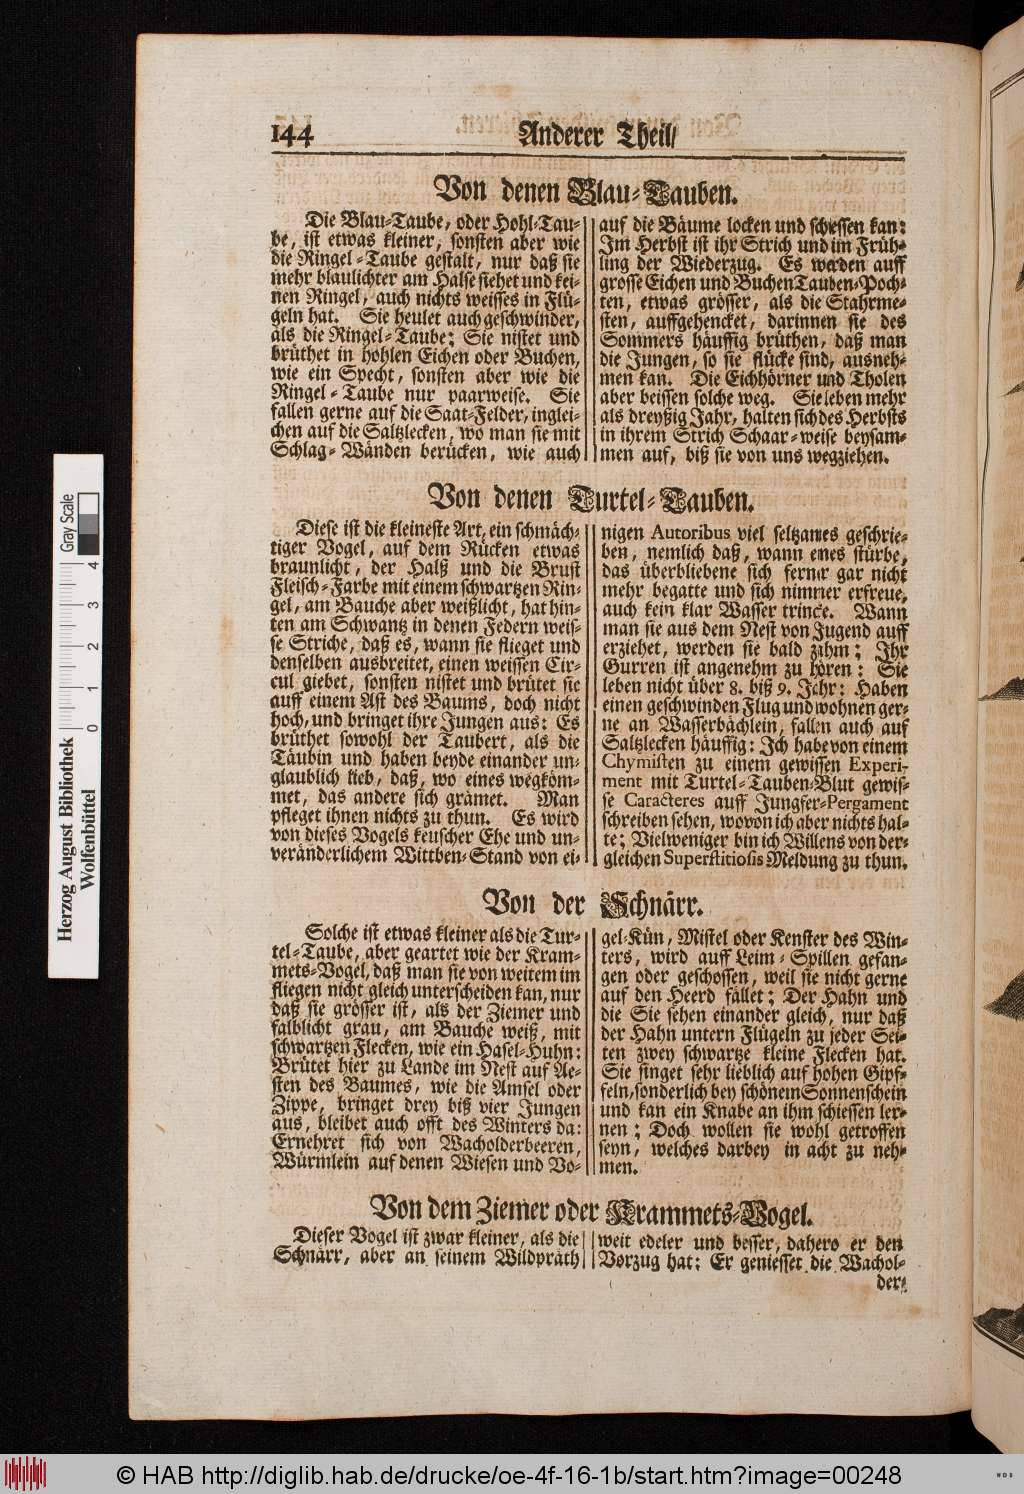 144
Anderer Theil/
Von denen Blau-Tauben.
Die Blau-Taube, oder Hohl-Tau-
be, ist etwas kleiner, sonsten aber wie
die Ringel-Taube gestalt, nur daß sie
mehr blaulichter am Halse siehet und kei-
nen Ringel, auch nichts weisses in Flü-
geln hat. Sie heulet auch geschwinder,
als die Ringel-Taube; Sie nistet und
brüthet in hohlen Eichen oder Buchen,
wie ein Specht, sonsten aber wie die
Ringel-Taube nur paarweise. Sie
fallen gerne auf die Saat-Felder, inglei-
chen auf die Saltzlecken, wo man sie mit
Schlag-Wänden berücken, wie auch
auf die Bäume locken und schiessen kan:
Im Herbst ist ihr Strich und im Früh-
ling der Wiederzug. Es werden auff
grosse Eichen und Buchen Tauben-Poch-
ten, etwas grösser, als die Stahrme-
sten, auffgehencket, darinnen sie des
Sommers häuffig brüthen, daß man
die Jungen, so sie flücke sind, ausneh-
men kan. Die Eichhörner und Tholen
aber beissen solche weg. Sie leben mehr
als dreyßig Jahr, halten sich des Herbsts
in ihrem Strich Schaar-weise beysam-
men auf, biß sie von uns wegziehen.
Von denen Turtel-Tauben.
Diese ist die kleineste Art, ein schmäch-
tiger Vogel, auf dem Rücken etwas
braunlicht, der Halß und die Brust
Fleisch-Farbe mit einem schwartzen Rin-
gel, am Bauche aber weißlicht, hat hin-
ten am Schwantz in denen Federn weis-
se Striche, daß es, wann sie flieget und
denselben ausbreitet, einen weissen Cir-
cul giebet, sonsten nistet und brütet sie
auff einem Ast des Baums, doch nicht
hoch, und bringet ihre Jungen aus: Es
brüthet sowohl der Taubert, als die
Täubin und haben beyde einander un-
glaublich lieb, daß, wo eines wegköm-
met, das andere sich grämet. Man
pfleget ihnen nichts zu thun. Es wird
von dieses Vogels keuscher Ehe und un-
veränderlichem Wittben-Stand von ei-
nigen Autoribus viel seltzames geschrie-
ben, nemlich daß, wann eines stürbe,
das überbliebene sich ferner gar nicht
mehr begatte und sich nimmer erfreue,
auch kein klar Wasser trincke. Wann
man sie aus dem Nest von Jugend auff
erziehet, werden sie bald zahm; Ihr
Gurren ist angenehm zu hören: Sie
leben nicht über 8. biß 9. Jahr: Haben
einen geschwinden Flug und wohnen ger-
ne an Wasserbächlein, fallen auch auf
Saltzlecken häuffig: Ich habe von einem
Chymisten zu einem gewissen Experi-
ment mit Turtel-Tauben-Blut gewis-
se Caracteres auff Jungfer-Pergament
schreiben sehen, wovon ich aber nichts hal-
te; Vielweniger bin ich Willens von der-
gleichen Superstitiosis Meldung zu thun.
Von der Schnärr.
Solche ist etwas kleiner als die Tur-
tel-Taube, aber geartet wie der Kram-
mets-Vogel, daß man sie von weitem im
fliegen nicht gleich unterscheiden kan, nur
daß sie grösser ist, als der Ziemer und
falblicht grau, am Bauche weiß, mit
schwartzen Flecken, wie ein Hasel-Huhn:
Brütet hier zu Lande im Nest auf Ae-
sten des Baumes, wie die Amsel oder
Zippe, bringet drey biß vier Jungen
aus, bleibet auch offt des Winters da:
Ernehret sich von Wacholderbeeren,
Würmlein auf denen Wiesen und Vo-
gel-Kün, Mistel oder Kenster des Win-
ters, wird auff Leim-Spillen gefan-
gen oder geschossen, weil sie nicht gerne
auf den Heerd fället; Der Hahn und
die Sie sehen einander gleich, nur daß
der Hahn untern Flügeln zu jeder Sei-
ten zwey schwartze kleine Flecken hat.
Sie singet sehr lieblich auf hohen Gipf-
feln, sonderlich bey schönem Sonnenschein
und kan ein Knabe an ihm schiessen ler-
nen; Doch wollen sie wohl getroffen
seyn, welches darbey in acht zu neh-
men.
Von dem Ziemer oder Krammets-Vogel.
Dieser Vogel ist zwar kleiner, als die
Schnärr, aber an seinem Wildpräth
weit edeler und besser, dahero er den
Vorzug hat: Er geniesset die Wachol-
der-
Herzog August Bibliothek
Wolfenbüttel
0 1 2 3 4
Gray Scale
© HAB http://diglib.hab.de/drucke/oe-4f-16-1b/start.htm?image=00248